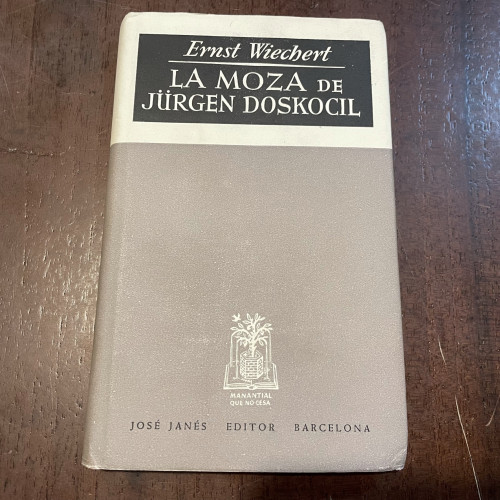 Ernst Wiechert
LA MOZA DE
JÜRGEN DOSKOCIL
MANANTIAL
QUE NO CESA
JOSÉ JANÉS EDITOR BARCELONA